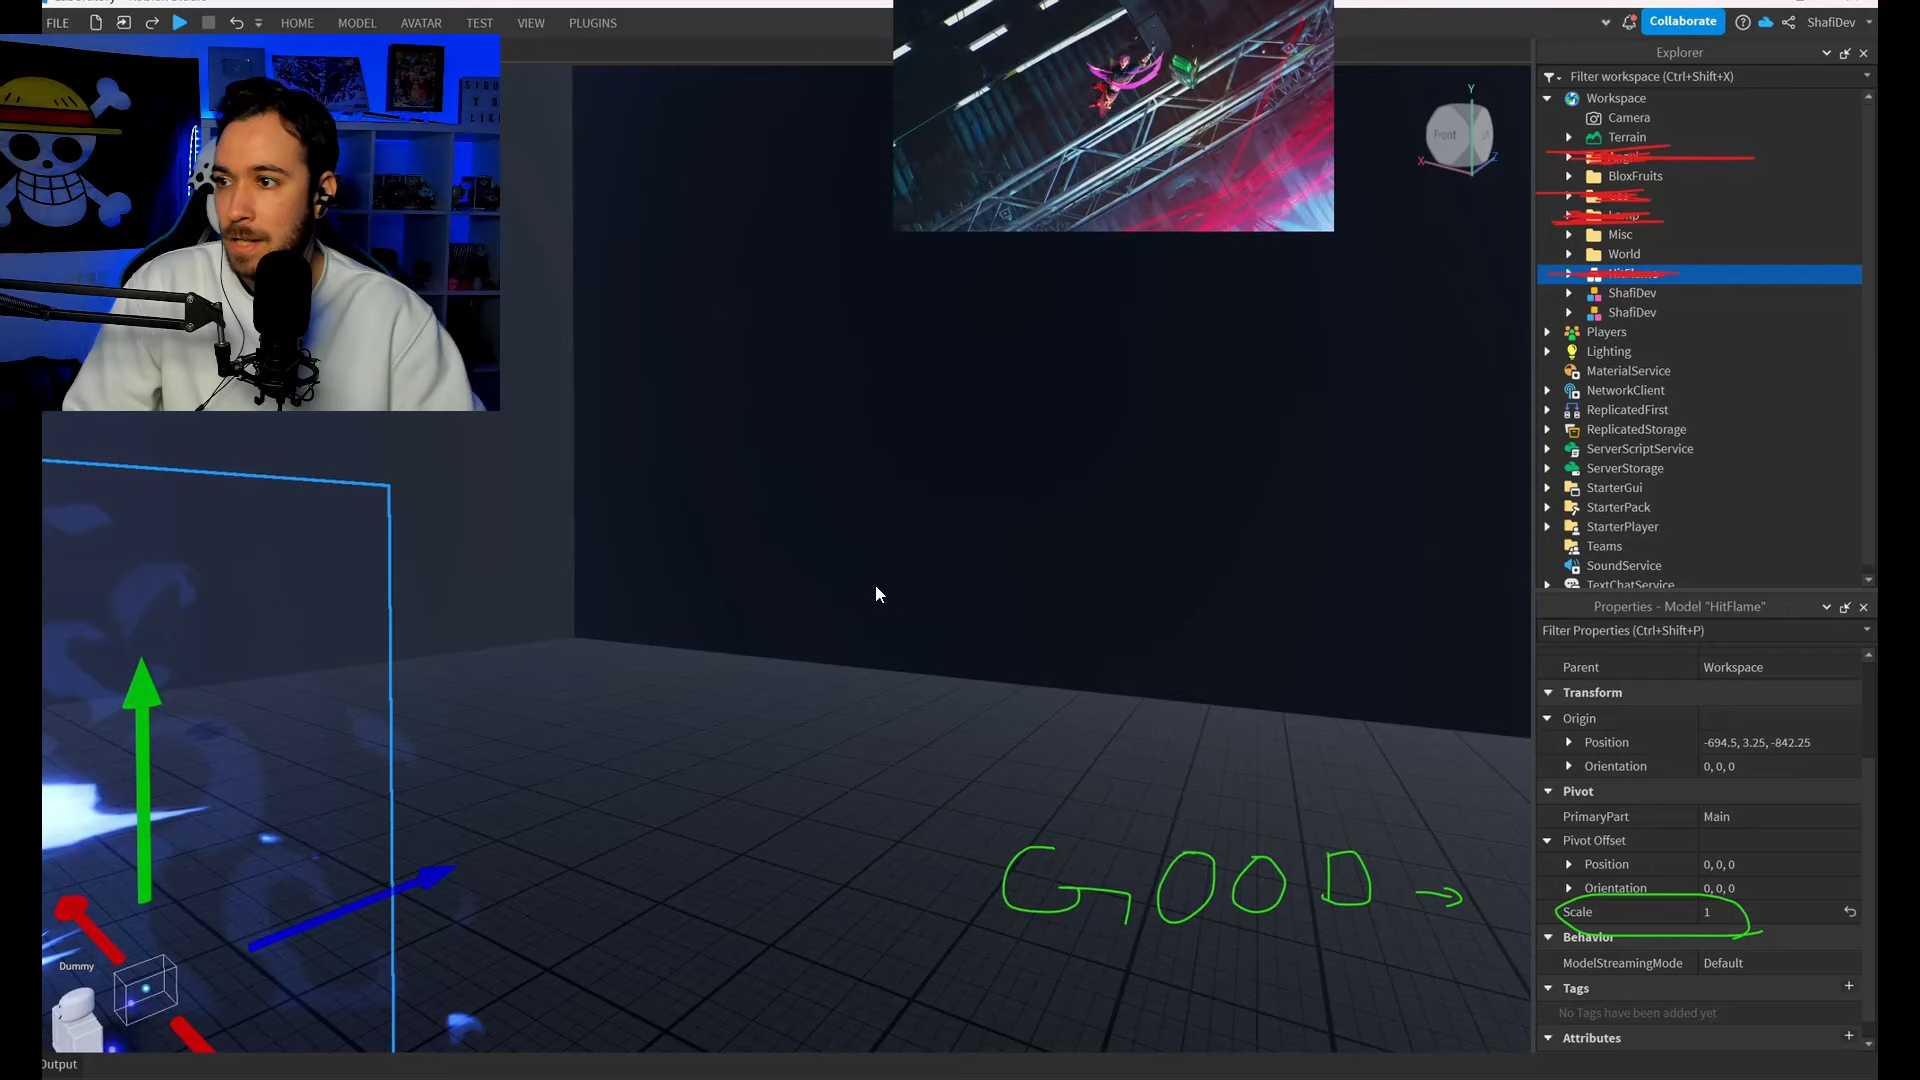 FILE
HOME
MODEL
AVATAR
TEST
VIEW
PLUGINS
Collaborate
ShafiDev
Explorer
Filter workspace (Ctrl+Shift+X)
Workspace
Camera
Terrain
BloxFruits
Misc
World
HitFlame
ShafiDev
ShafiDev
Players
Lighting
MaterialService
NetworkClient
ReplicatedFirst
ReplicatedStorage
ServerScriptService
ServerStorage
StarterGui
StarterPack
StarterPlayer
Teams
SoundService
TextChatService
Properties - Model "HitFlame"
Filter Properties (Ctrl+Shift+P)
Parent Workspace
Transform
Origin
Position -694.5, 3.25, -842.25
Orientation 0, 0, 0
Pivot
PrimaryPart Main
Pivot Offset
Position 0, 0, 0
Orientation 0, 0, 0
Scale 1
Behavior
ModelStreamingMode Default
Tags
No Tags have been added yet
Attributes
Y
Front
X
Z
GOOD →
Dummy
Output